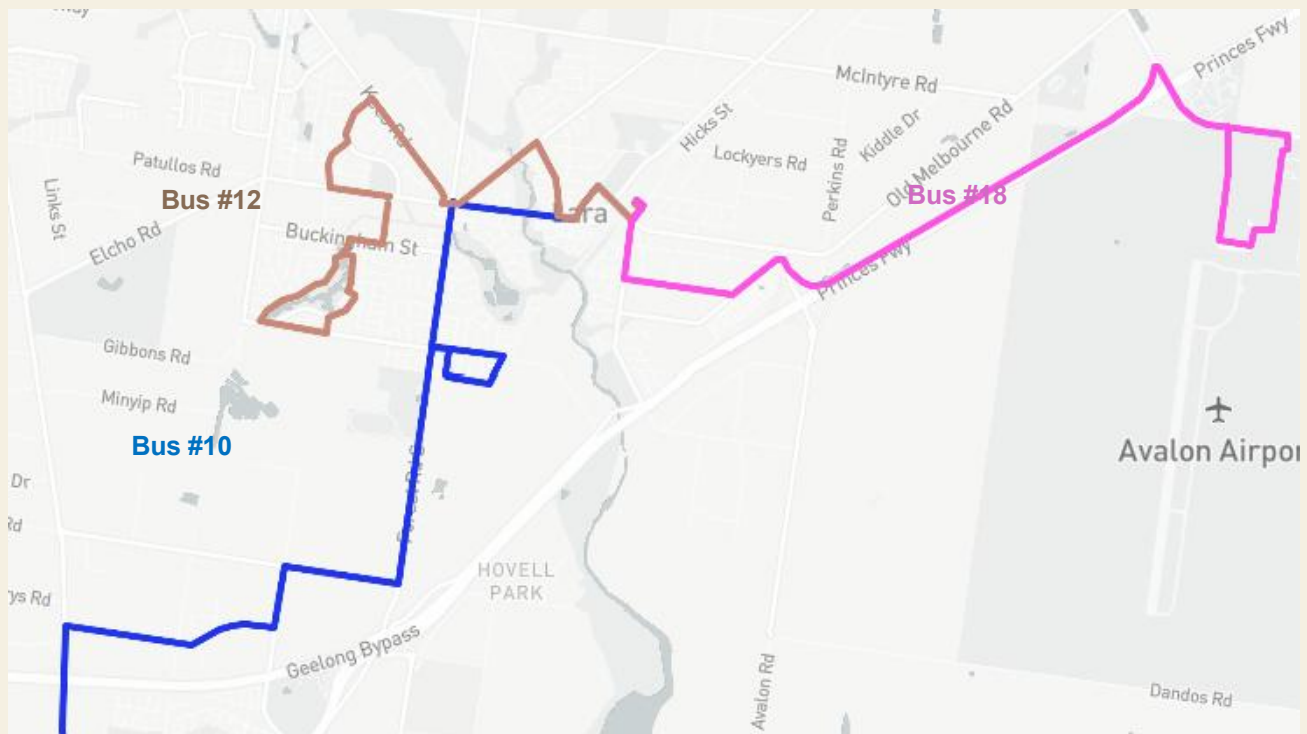 Princes Fwy
McIntyre Rd
Hicks St
Kiddle Dr
Old Melbourne Rd
Lockyers Rd
Perkins Rd
Patullos Rd
Links St
Bus #12
Bus #18
Elcho Rd
Buckingham St
Princes Fwy
Gibbons Rd
Minyip Rd
Bus #10
Avalon Airpor
Dr
Rd
HOVELL
PARK
ys Rd
Geelong Bypass
Avalon Rd
Dandos Rd